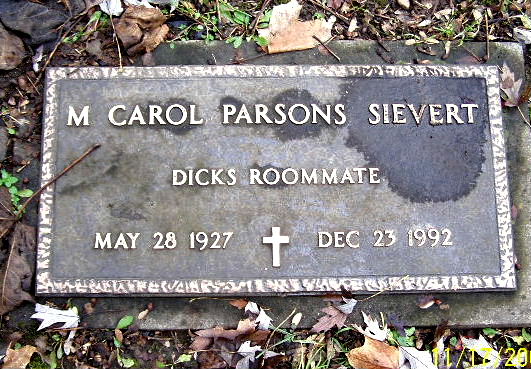 M CAROL PARSONS SIEVERT
DICKS ROOMMATE
MAY 28 1927 DEC 23 1992